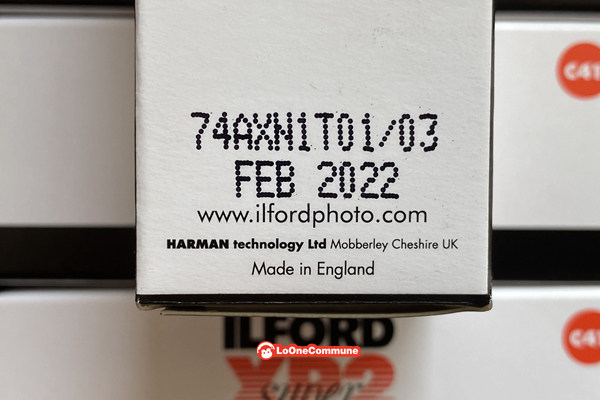 C41
74AXN1T01/03
FEB 2022
www.ilfordphoto.com
HARMAN technology Ltd Mobberley Cheshire UK
Made in England
ILFORD
C41
LoOneCommune
XP2
super